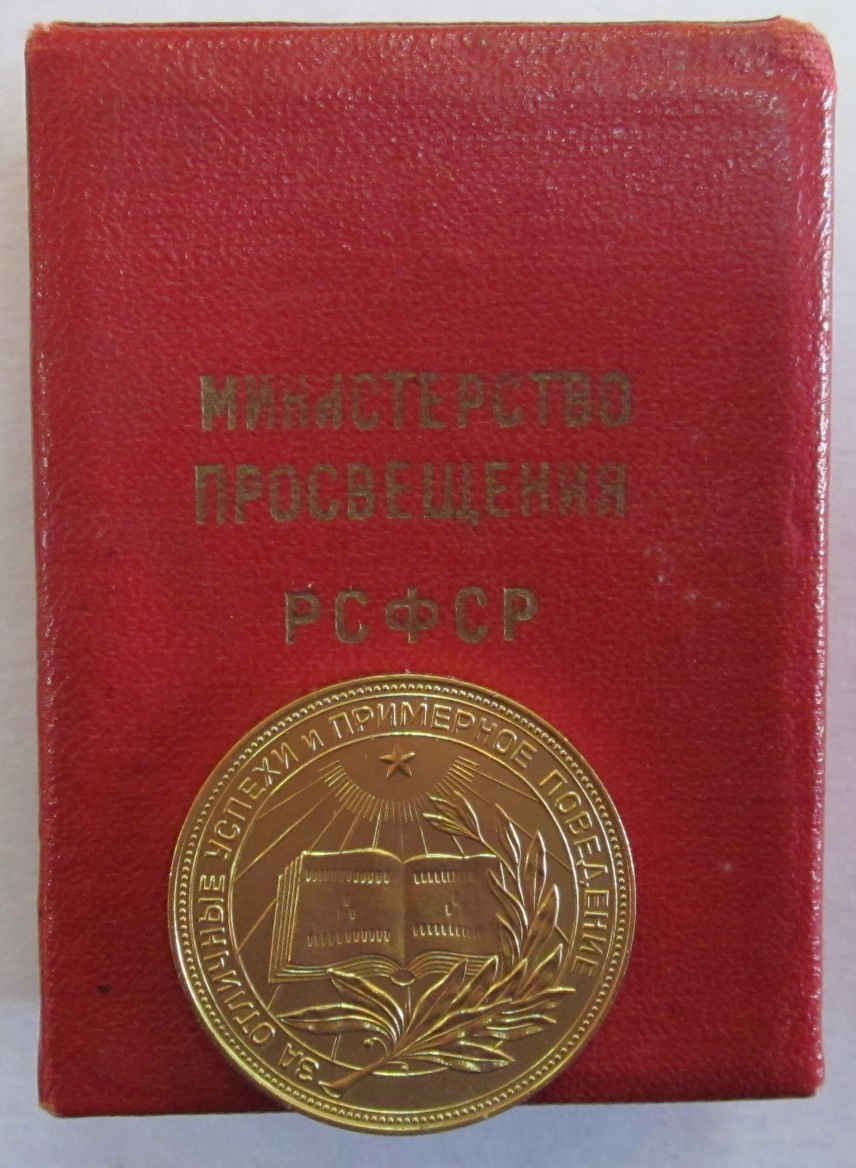 МИНИСТЕРСТВО
ПРОСВЕЩЕНИЯ
РСФСР
ЗА ОТЛИЧНЫЕ УСПЕХИ И ПРИМЕРНОЕ ПОВЕДЕНИЕ